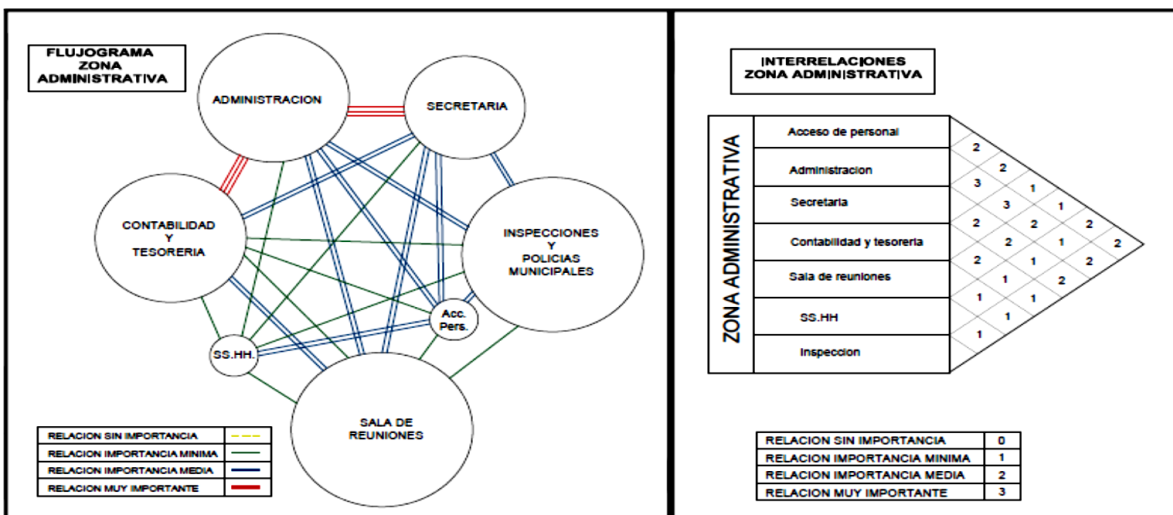 FLUJOGRAMA
ZONA
ADMINISTRATIVA
ADMINISTRACION
SECRETARIA
CONTABILIDAD
Y
TESORERIA
INSPECCIONES
Y
POLICIAS
MUNICIPALES
Acc.
Pers.
SS.HH.
SALA DE
REUNIONES
RELACION SIN IMPORTANCIA
RELACION IMPORTANCIA MINIMA
RELACION IMPORTANCIA MEDIA
RELACION MUY IMPORTANTE
INTERRELACIONES
ZONA ADMINISTRATIVA
ZONA ADMINISTRATIVA
Acceso de personal
Administracion
Secretaria
Contabilidad y tesoreria
Sala de reuniones
SS.HH
Inspeccion
2
2
3 1
3 1
2 2 2
2 1 2
2 1 2
1 2
1 1
1
RELACION SIN IMPORTANCIA 0
RELACION IMPORTANCIA MINIMA 1
RELACION IMPORTANCIA MEDIA 2
RELACION MUY IMPORTANTE 3